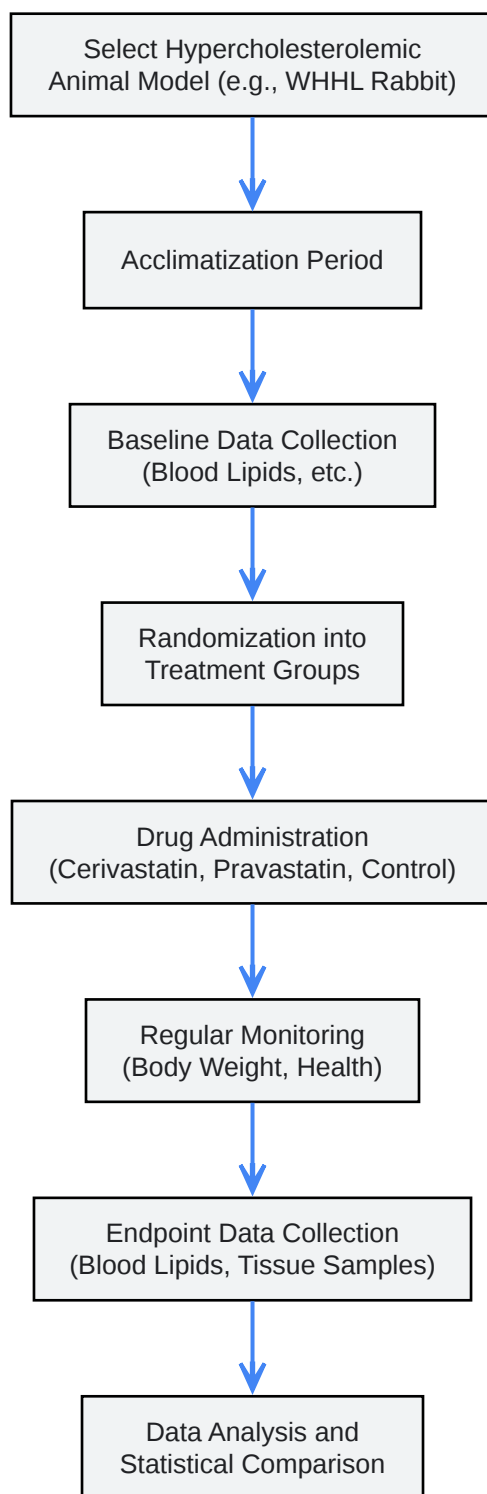 Select Hypercholesterolemic
Animal Model (e.g., WHHL Rabbit)
Acclimatization Period
Baseline Data Collection
(Blood Lipids, etc.)
Randomization into
Treatment Groups
Drug Administration
(Cerivastatin, Pravastatin, Control)
Regular Monitoring
(Body Weight, Health)
Endpoint Data Collection
(Blood Lipids, Tissue Samples)
Data Analysis and
Statistical Comparison